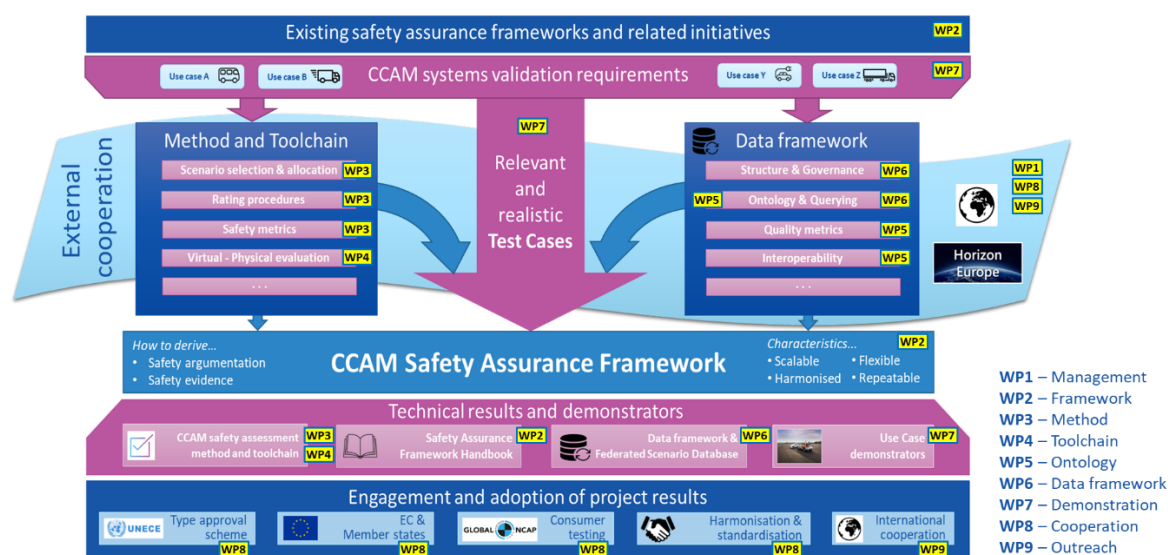 Existing safety assurance frameworks and related initiatives
WP2
Use case A
Use case B
CCAM systems validation requirements
Use case Y
Use case Z
WP7
External
cooperation
Method and Toolchain
Scenario selection & allocation
WP3
Rating procedures
WP3
Safety metrics
WP3
Virtual - Physical evaluation
WP4
. . .
WP7
Relevant
and
realistic
Test Cases
Data framework
Structure & Governance
WP6
WP5
Ontology & Querying
WP6
Quality metrics
WP5
Interoperability
WP5
. . .
WP1
WP8
WP9
Horizon
Europe
How to derive...
• Safety argumentation
• Safety evidence
CCAM Safety Assurance Framework
Characteristics...
WP2
• Scalable
• Flexible
• Harmonised
• Repeatable
Technical results and demonstrators
CCAM safety assessment
method and toolchain
WP3
WP4
Safety Assurance
Framework Handbook
WP2
Data framework &
Federated Scenario Database
WP6
Use Case
demonstrators
WP7
Engagement and adoption of project results
UNECE
Type approval
scheme
WP8
EC &
Member states
WP8
GLOBAL NCAP
Consumer
testing
WP8
Harmonisation &
standardisation
WP8
International
cooperation
WP9
WP1 – Management
WP2 – Framework
WP3 – Method
WP4 – Toolchain
WP5 – Ontology
WP6 – Data framework
WP7 – Demonstration
WP8 – Cooperation
WP9 – Outreach